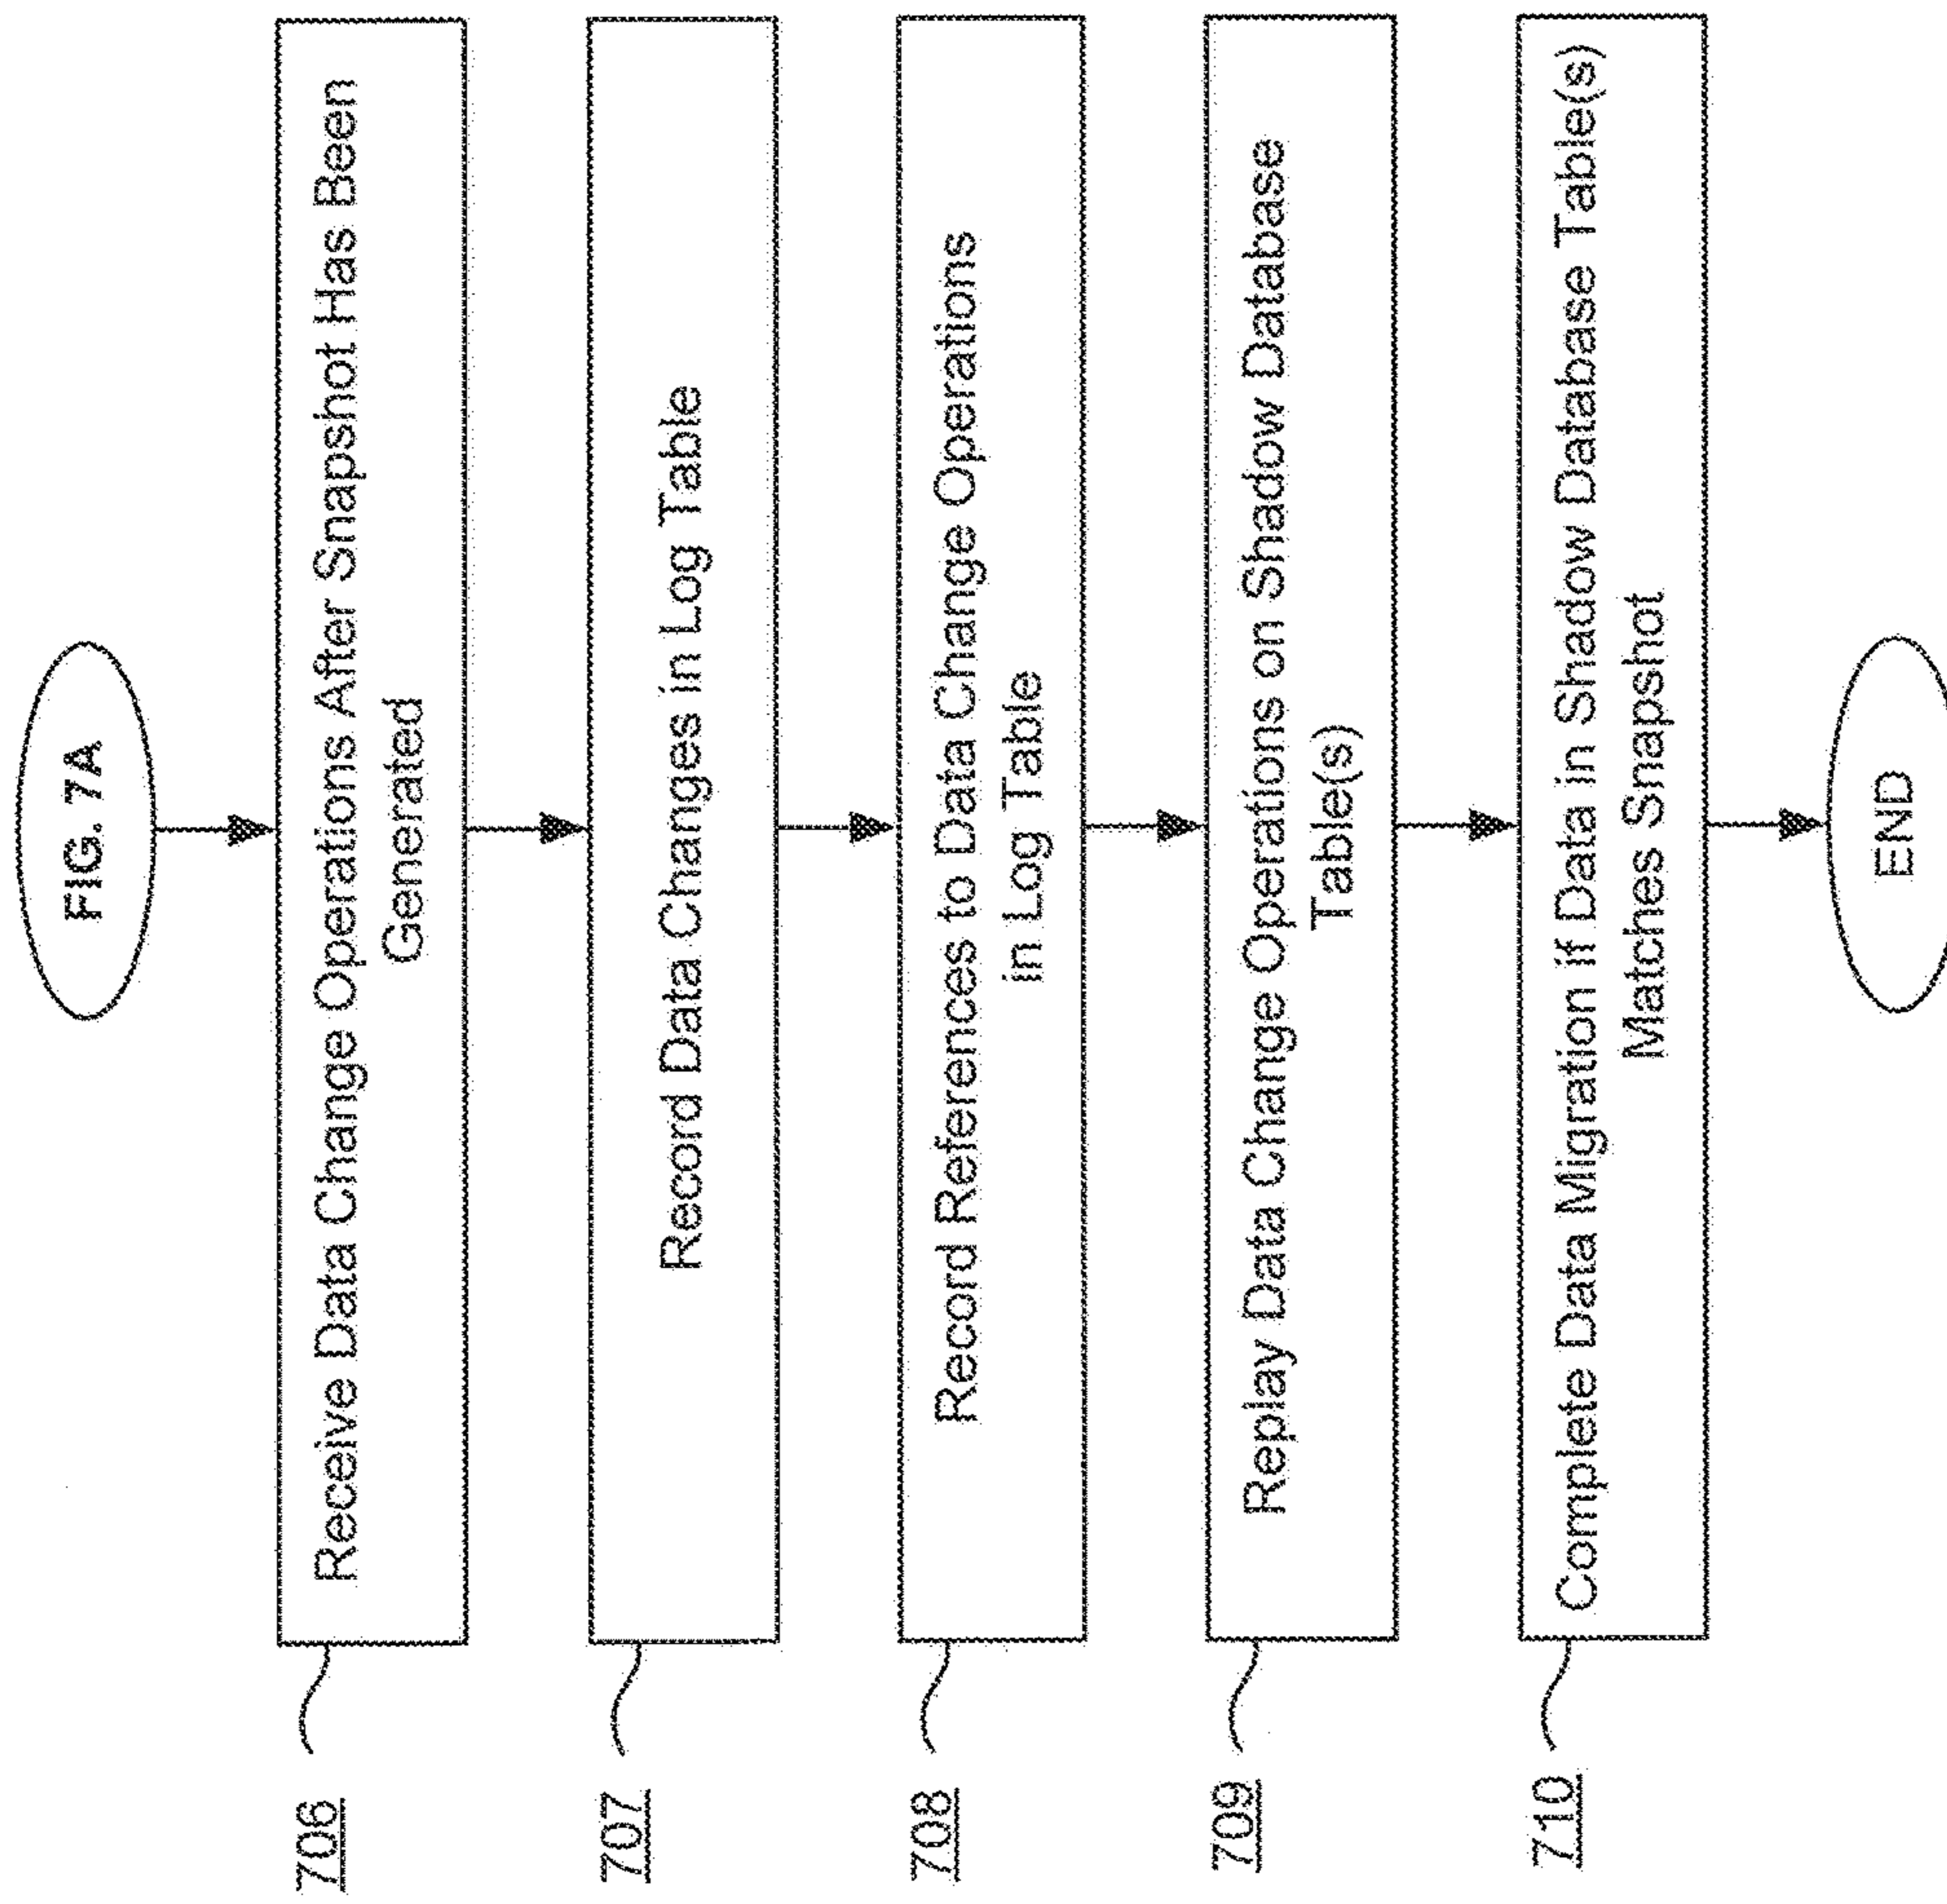 FIG. 7A
706
Receive Data Change Operations After Snapshot Has Been
Generated
707
Record Data Changes in Log Table
708
Record References to Data Change Operations
in Log Table
709
Replay Data Change Operations on Shadow Database
Table(s)
710
Complete Data Migration if Data in Shadow Database Table(s)
Matches Snapshot
END